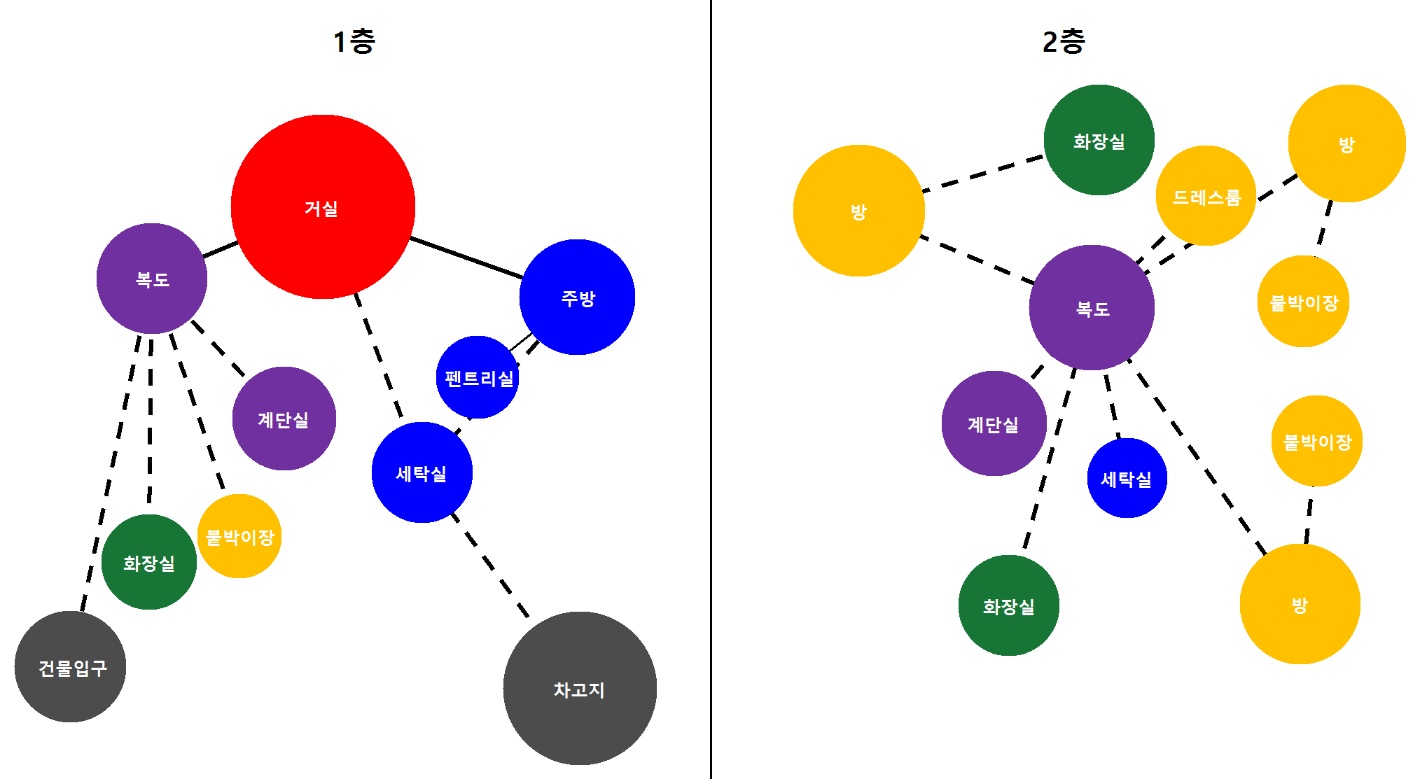 1층
거실
복도
주방
펜트리실
계단실
세탁실
붙박이장
화장실
건물입구
차고지
2층
화장실
방
드레스룸
방
복도
붙박이장
계단실
붙박이장
세탁실
화장실
방